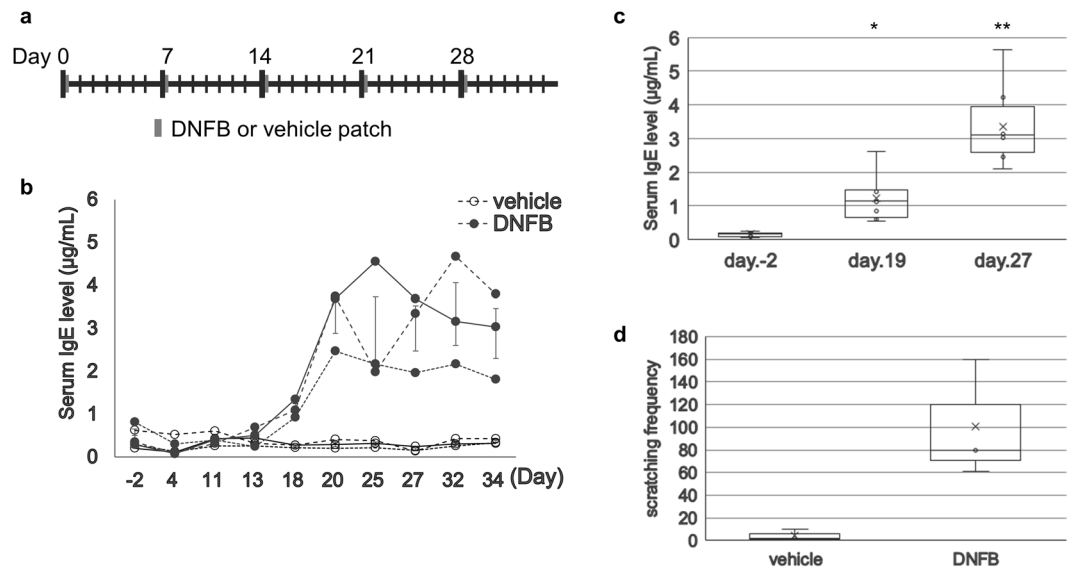 a
Day 0 7 14 21 28
DNFB or vehicle patch
b
Serum IgE level (μg/mL)
6
5
4
3
2
1
0
vehicle
DNFB
-2 4 11 13 18 20 25 27 32 34 (Day)
c
* **
Serum IgE level (μg/mL)
6
5
4
3
2
1
0
day.-2 day.19 day.27
d
scratching frequency
180
160
140
120
100
80
60
40
20
0
vehicle DNFB